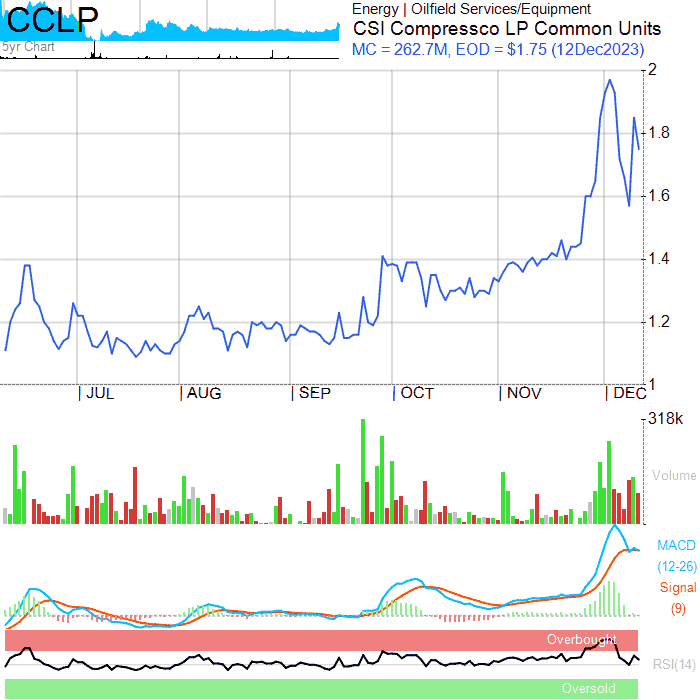 CCLP
5yr Chart
Energy | Oilfield Services/Equipment
CSI Compressco LP Common Units
MC = 262.7M, EOD = $1.75 (12Dec2023)
2
1.8
1.6
1.4
1.2
1
| JUL | AUG | SEP | OCT | NOV | DEC
318k
Volume
MACD
(12-26)
Signal
(9)
Overbought
RSI(14)
Oversold